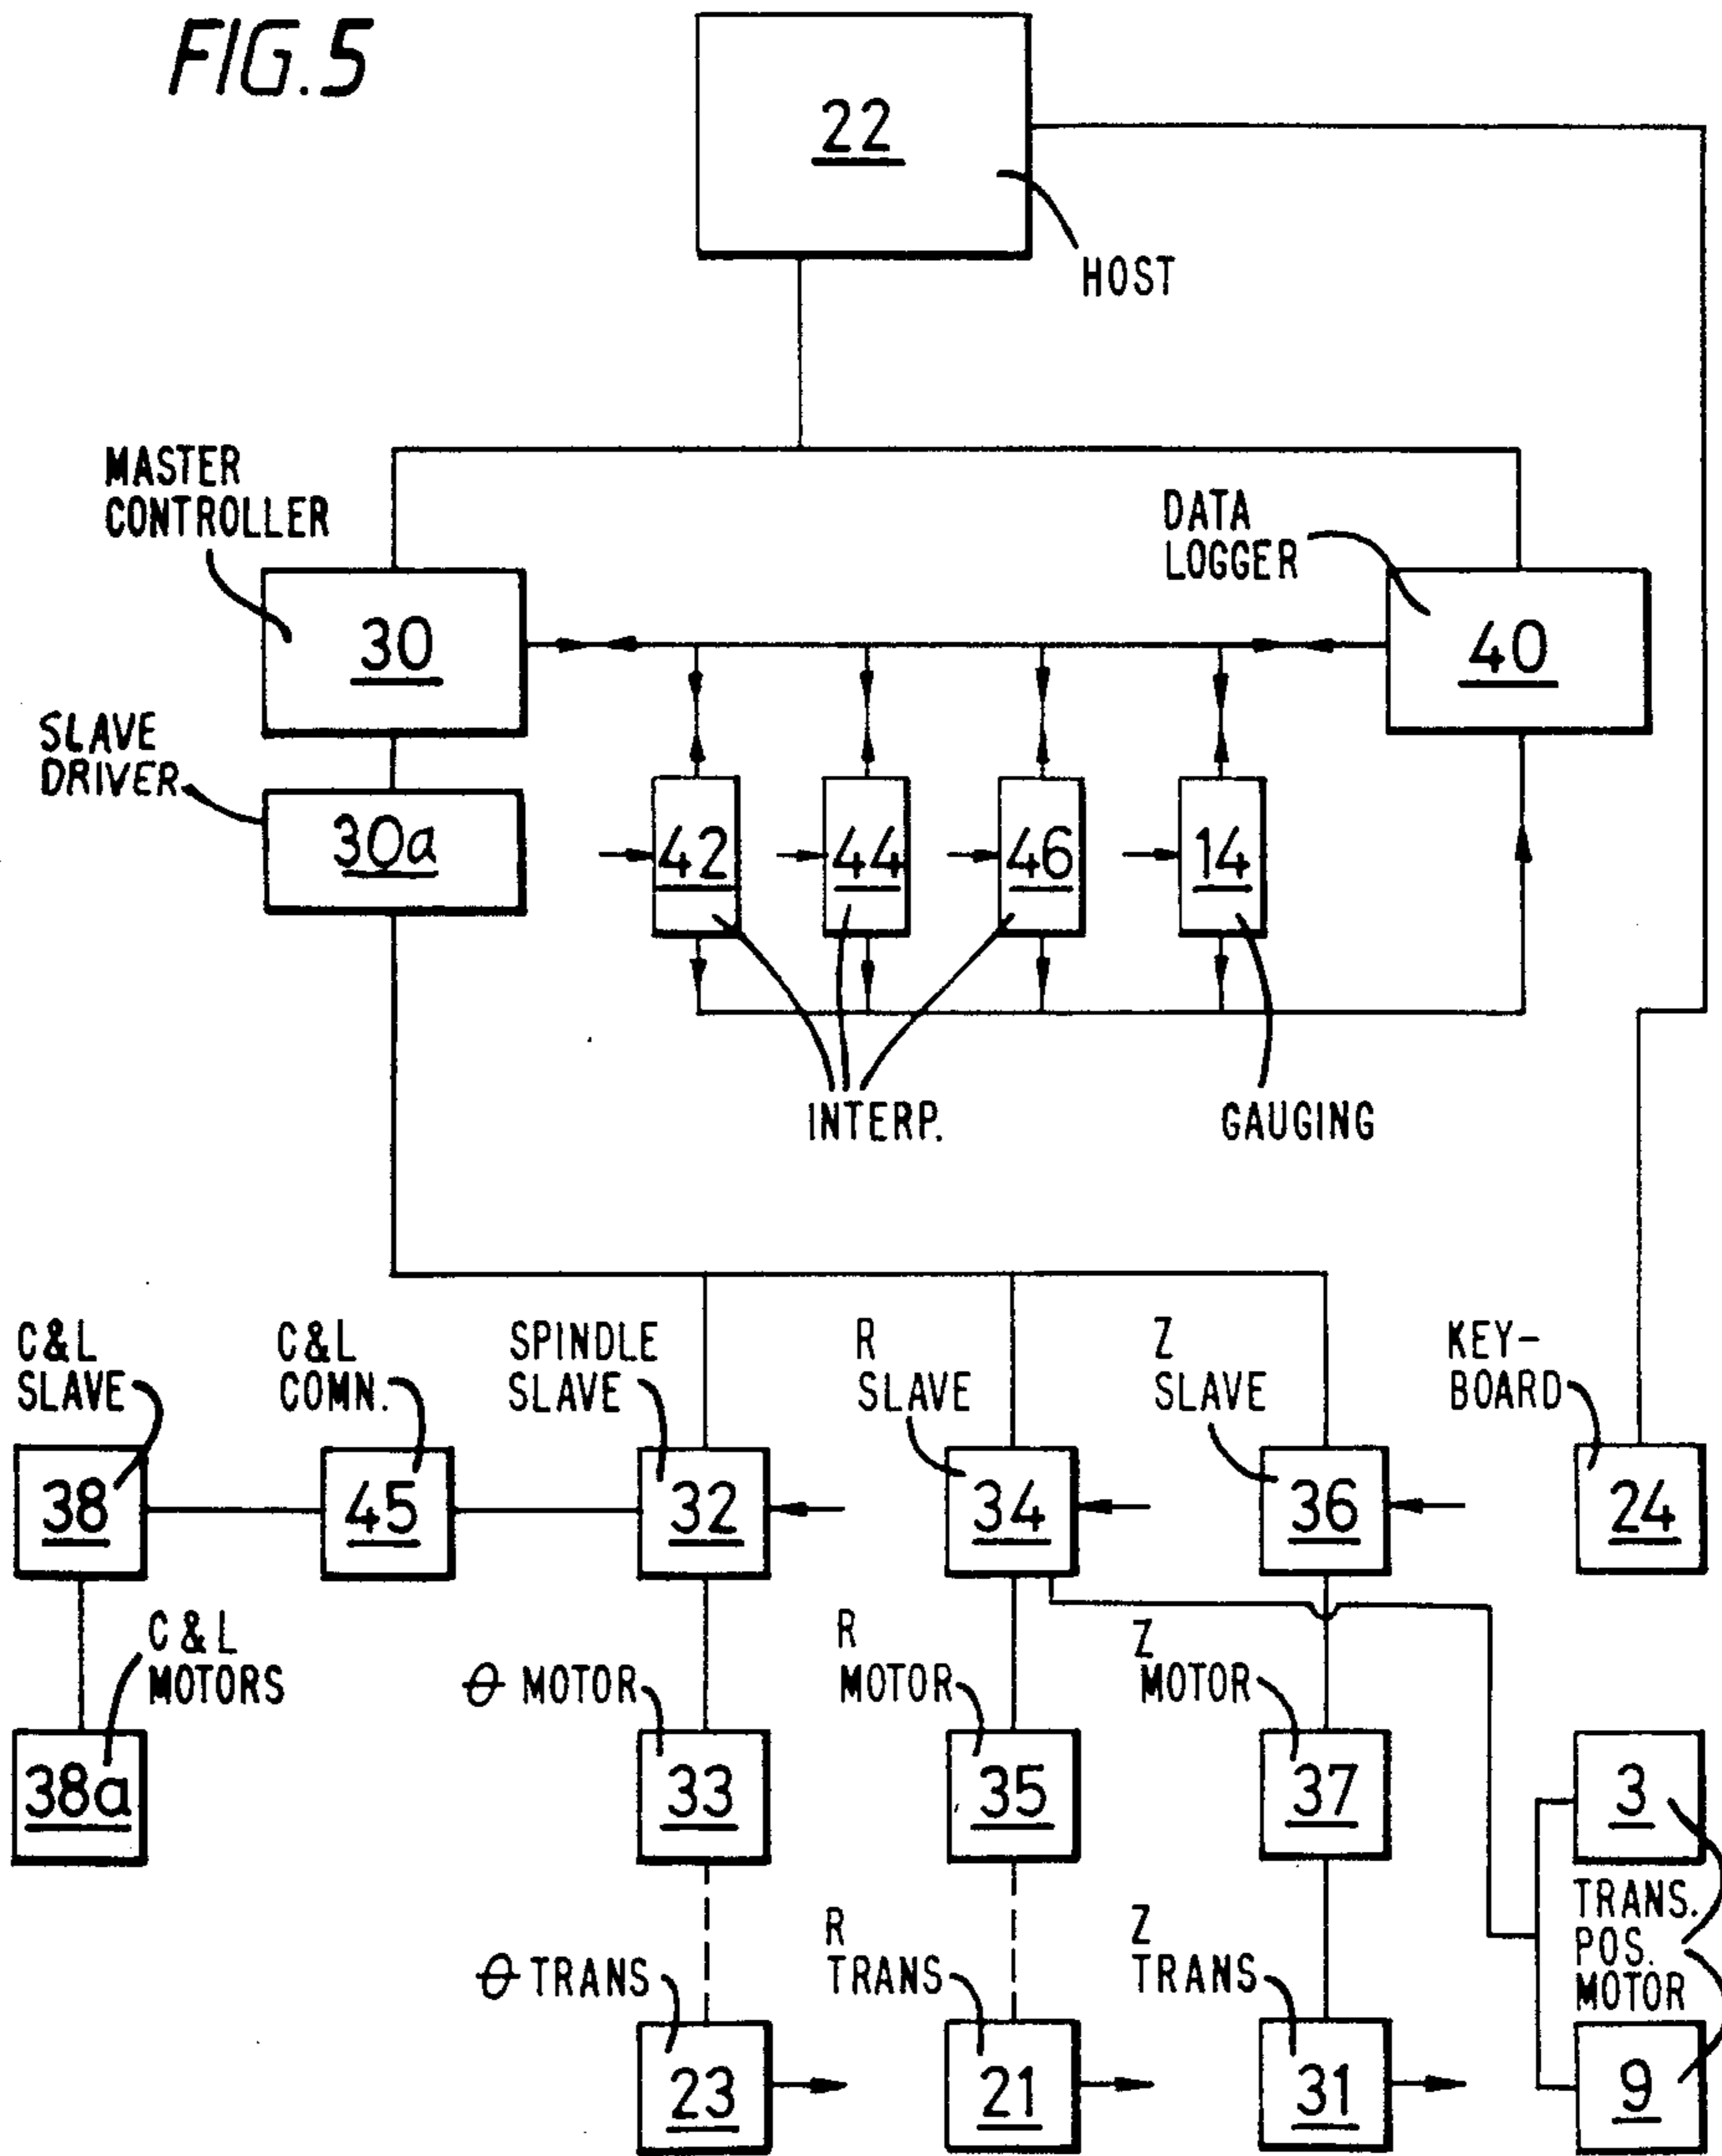 FIG.5
22
HOST
MASTER
CONTROLLER
DATA
LOGGER
30
40
SLAVE
DRIVER
30a
42
44
46
14
INTERP.
GAUGING
C&L
SLAVE
C&L
COMN.
SPINDLE
SLAVE
R
SLAVE
Z
SLAVE
KEY-
BOARD
38
45
32
34
36
24
C&L
MOTORS
θ MOTOR
R
MOTOR
Z
MOTOR
38a
33
35
37
3
TRANS.
POS.
MOTOR
θ TRANS
R
TRANS
Z
TRANS
23
21
31
9